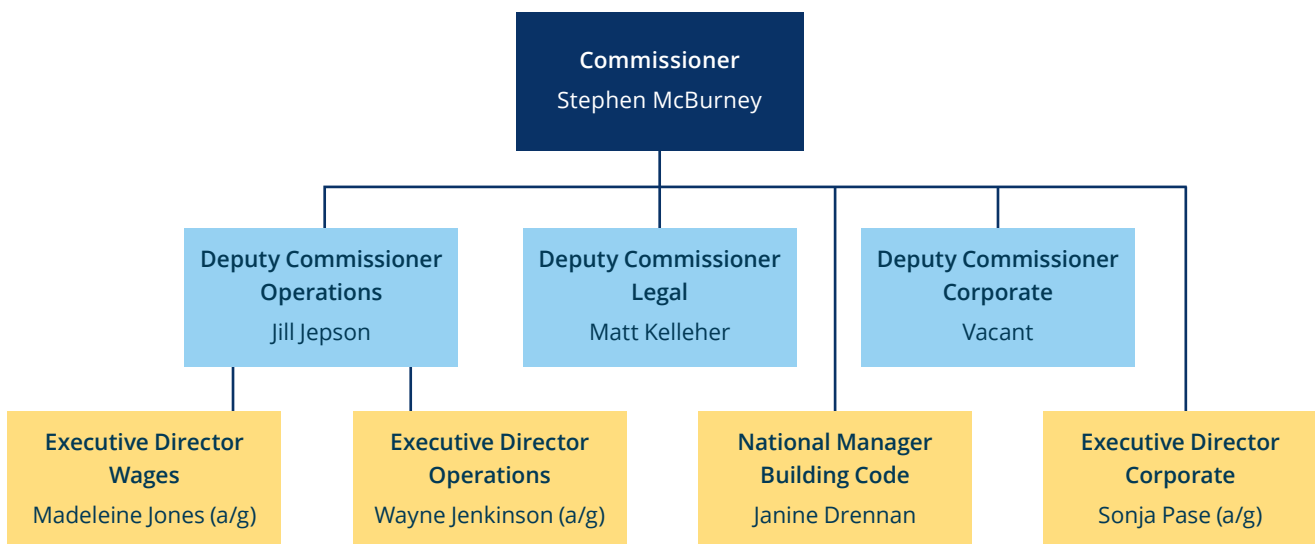 Commissioner
Stephen McBurney
Deputy Commissioner
Operations
Jill Jepson
Deputy Commissioner
Legal
Matt Kelleher
Deputy Commissioner
Corporate
Vacant
Executive Director
Wages
Madeleine Jones (a/g)
Executive Director
Operations
Wayne Jenkinson (a/g)
National Manager
Building Code
Janine Drennan
Executive Director
Corporate
Sonja Pase (a/g)